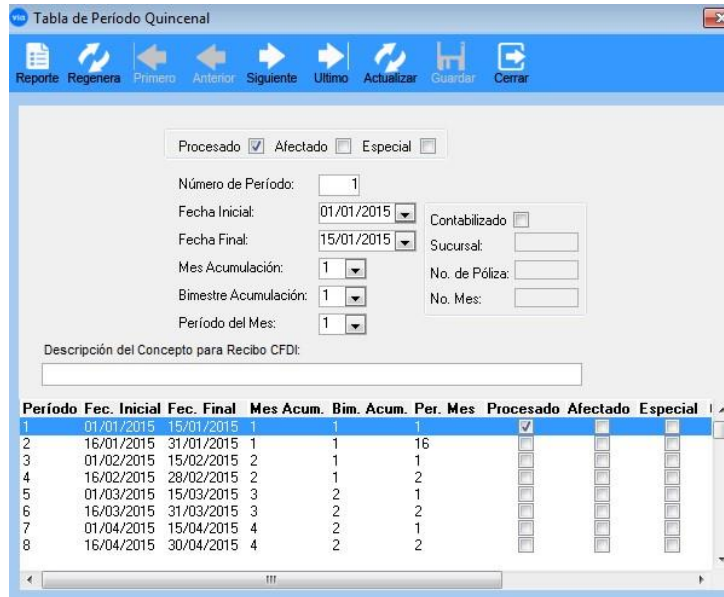 via Tabla de Período Quincenal
Reporte Regenera Primero Anterior Siguiente Ultimo Actualizar Guardar Cerrar
Procesado Afectado Especial
Número de Período: 1
Fecha Inicial: 01/01/2015
Fecha Final: 15/01/2015
Mes Acumulación: 1
Bimestre Acumulación: 1
Período del Mes: 1
Contabilizado
Sucursal:
No. de Póliza:
No. Mes:
Descripción del Concepto para Recibo CFDI:
Período Fec. Inicial Fec. Final Mes Acum. Bim. Acum. Per. Mes Procesado Afectado Especial
1 01/01/2015 15/01/2015 1 1 1
2 16/01/2015 31/01/2015 1 1 16
3 01/02/2015 15/02/2015 2 1 1
4 16/02/2015 28/02/2015 2 1 2
5 01/03/2015 15/03/2015 3 2 1
6 16/03/2015 31/03/2015 3 2 2
7 01/04/2015 15/04/2015 4 2 1
8 16/04/2015 30/04/2015 4 2 2